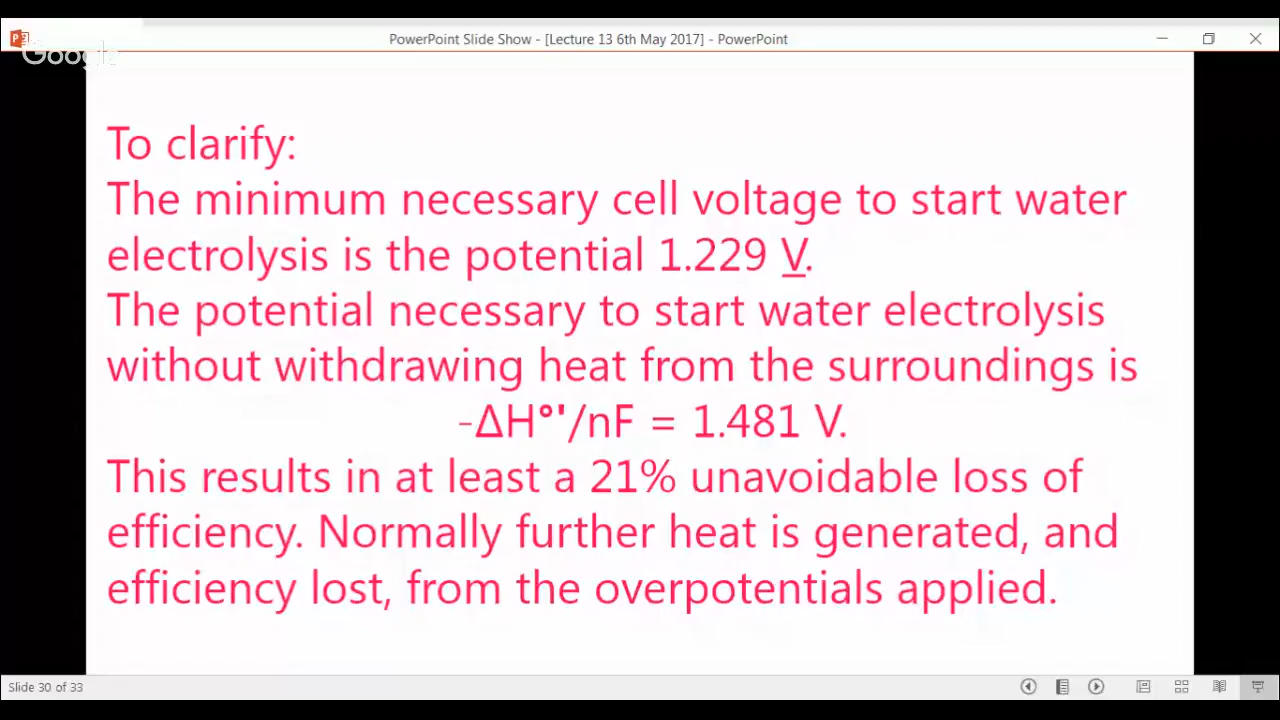 PowerPoint Slide Show - [Lecture 13 6th May 2017] - PowerPoint
Google
To clarify:
The minimum necessary cell voltage to start water
electrolysis is the potential 1.229 V.
The potential necessary to start water electrolysis
without withdrawing heat from the surroundings is
-ΔH°'/nF = 1.481 V.
This results in at least a 21% unavoidable loss of
efficiency. Normally further heat is generated, and
efficiency lost, from the overpotentials applied.
Slide 30 of 33